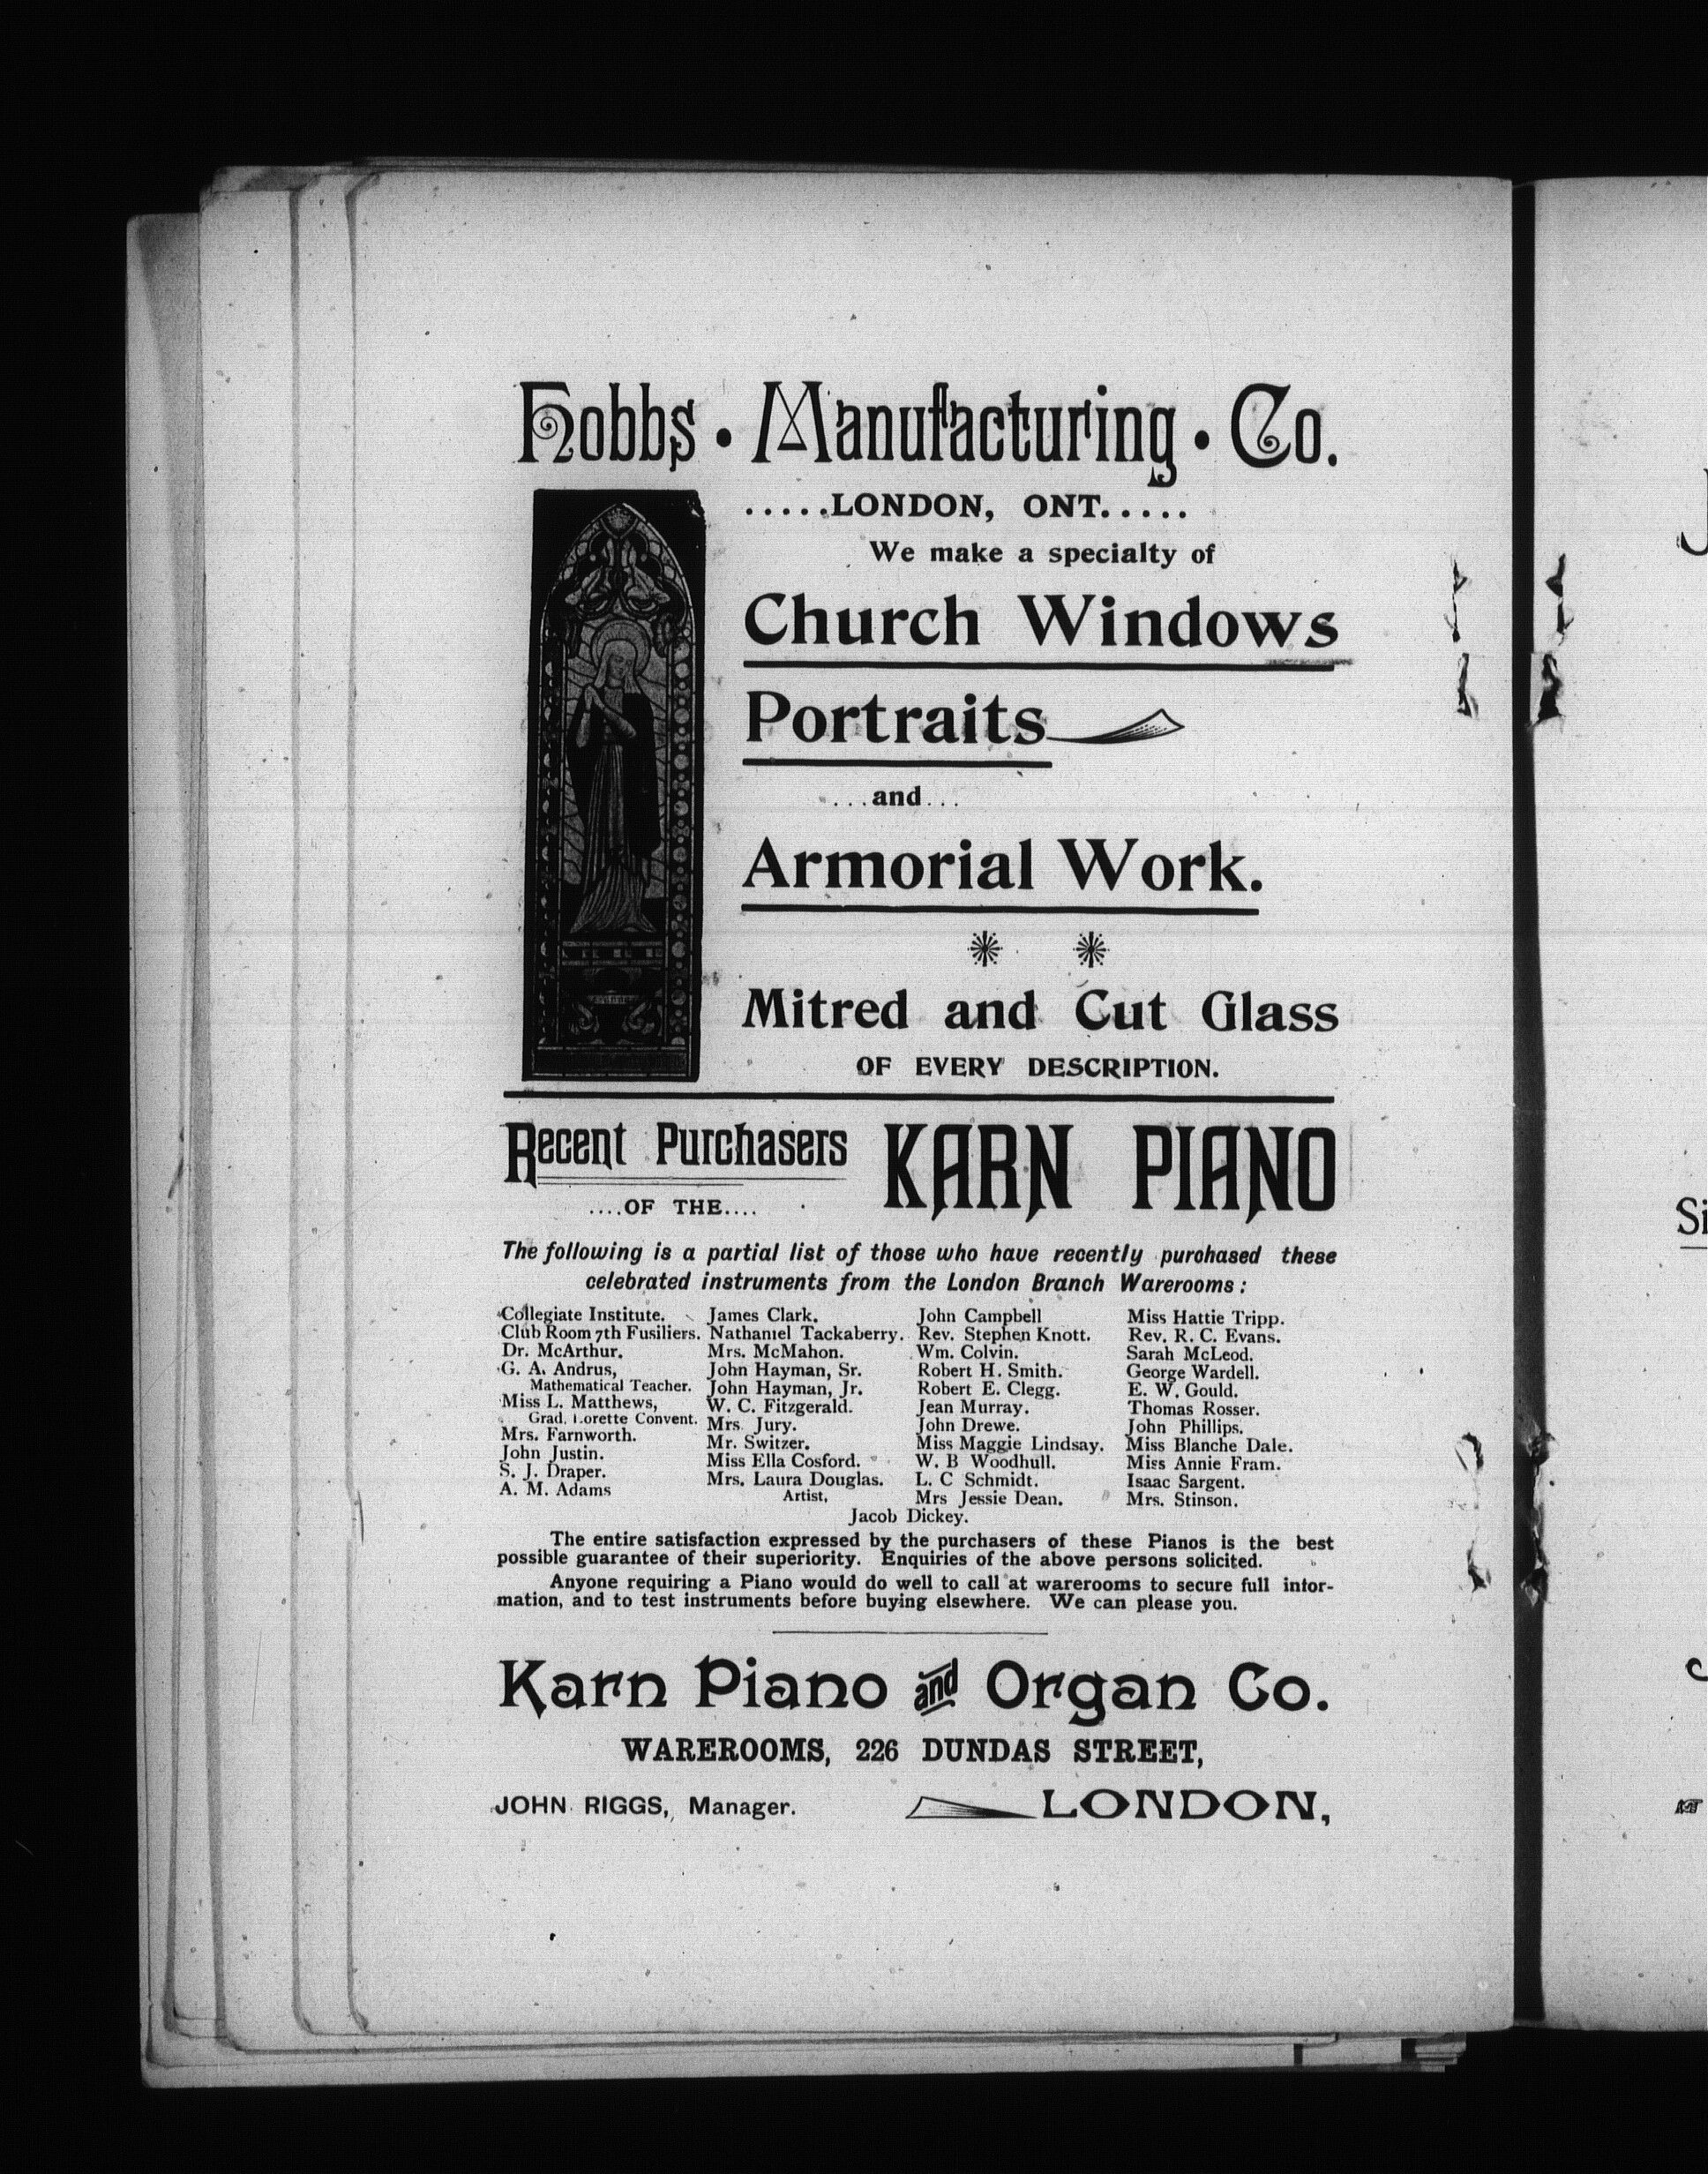 Hobbs • Manufacturing • Co.
.....LONDON, ONT.....
We make a specialty of
Church Windows
Portraits
...and...
Armorial Work.
Mitred and Cut Glass
OF EVERY DESCRIPTION.
Recent Purchasers
....OF THE....
KARN PIANO
The following is a partial list of those who have recently purchased these
celebrated instruments from the London Branch Warerooms:
Collegiate Institute.
Club Room 7th Fusiliers.
Dr. McArthur.
G. A. Andrus,
Mathematical Teacher.
Miss L. Matthews,
Grad. Lorette Convent.
Mrs. Farnworth.
John Justin.
S. J. Draper.
A. M. Adams
James Clark.
Nathaniel Tackaberry.
Mrs. McMahon.
John Hayman, Sr.
John Hayman, Jr.
W. C. Fitzgerald.
Mrs. Jury.
Mr. Switzer.
Miss Ella Cosford.
Mrs. Laura Douglas.
Artist,
John Campbell
Rev. Stephen Knott.
Wm. Colvin.
Robert H. Smith.
Robert E. Clegg.
Jean Murray.
John Drewe.
Miss Maggie Lindsay.
W. B Woodhull.
L. C Schmidt.
Mrs Jessie Dean.
Miss Hattie Tripp.
Rev. R. C. Evans.
Sarah McLeod.
George Wardell.
E. W. Gould.
Thomas Rosser.
John Phillips.
Miss Blanche Dale.
Miss Annie Fram.
Isaac Sargent.
Mrs. Stinson.
Jacob Dickey.
The entire satisfaction expressed by the purchasers of these Pianos is the best
possible guarantee of their superiority. Enquiries of the above persons solicited.
Anyone requiring a Piano would do well to call at warerooms to secure full infor-
mation, and to test instruments before buying elsewhere. We can please you.
Karn Piano and Organ Co.
WAREROOMS, 226 DUNDAS STREET,
JOHN RIGGS, Manager.
LONDON,